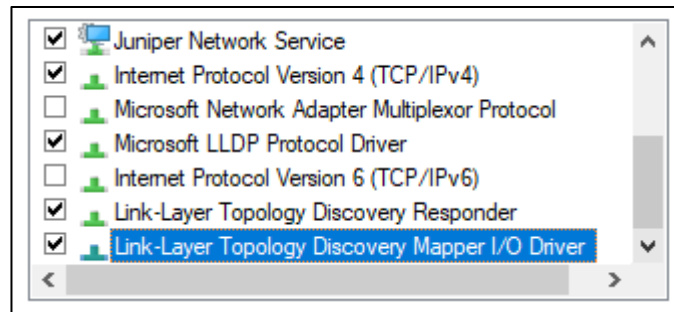 Juniper Network Service
Internet Protocol Version 4 (TCP/IPv4)
Microsoft Network Adapter Multiplexor Protocol
Microsoft LLDP Protocol Driver
Internet Protocol Version 6 (TCP/IPv6)
Link-Layer Topology Discovery Responder
Link-Layer Topology Discovery Mapper I/O Driver